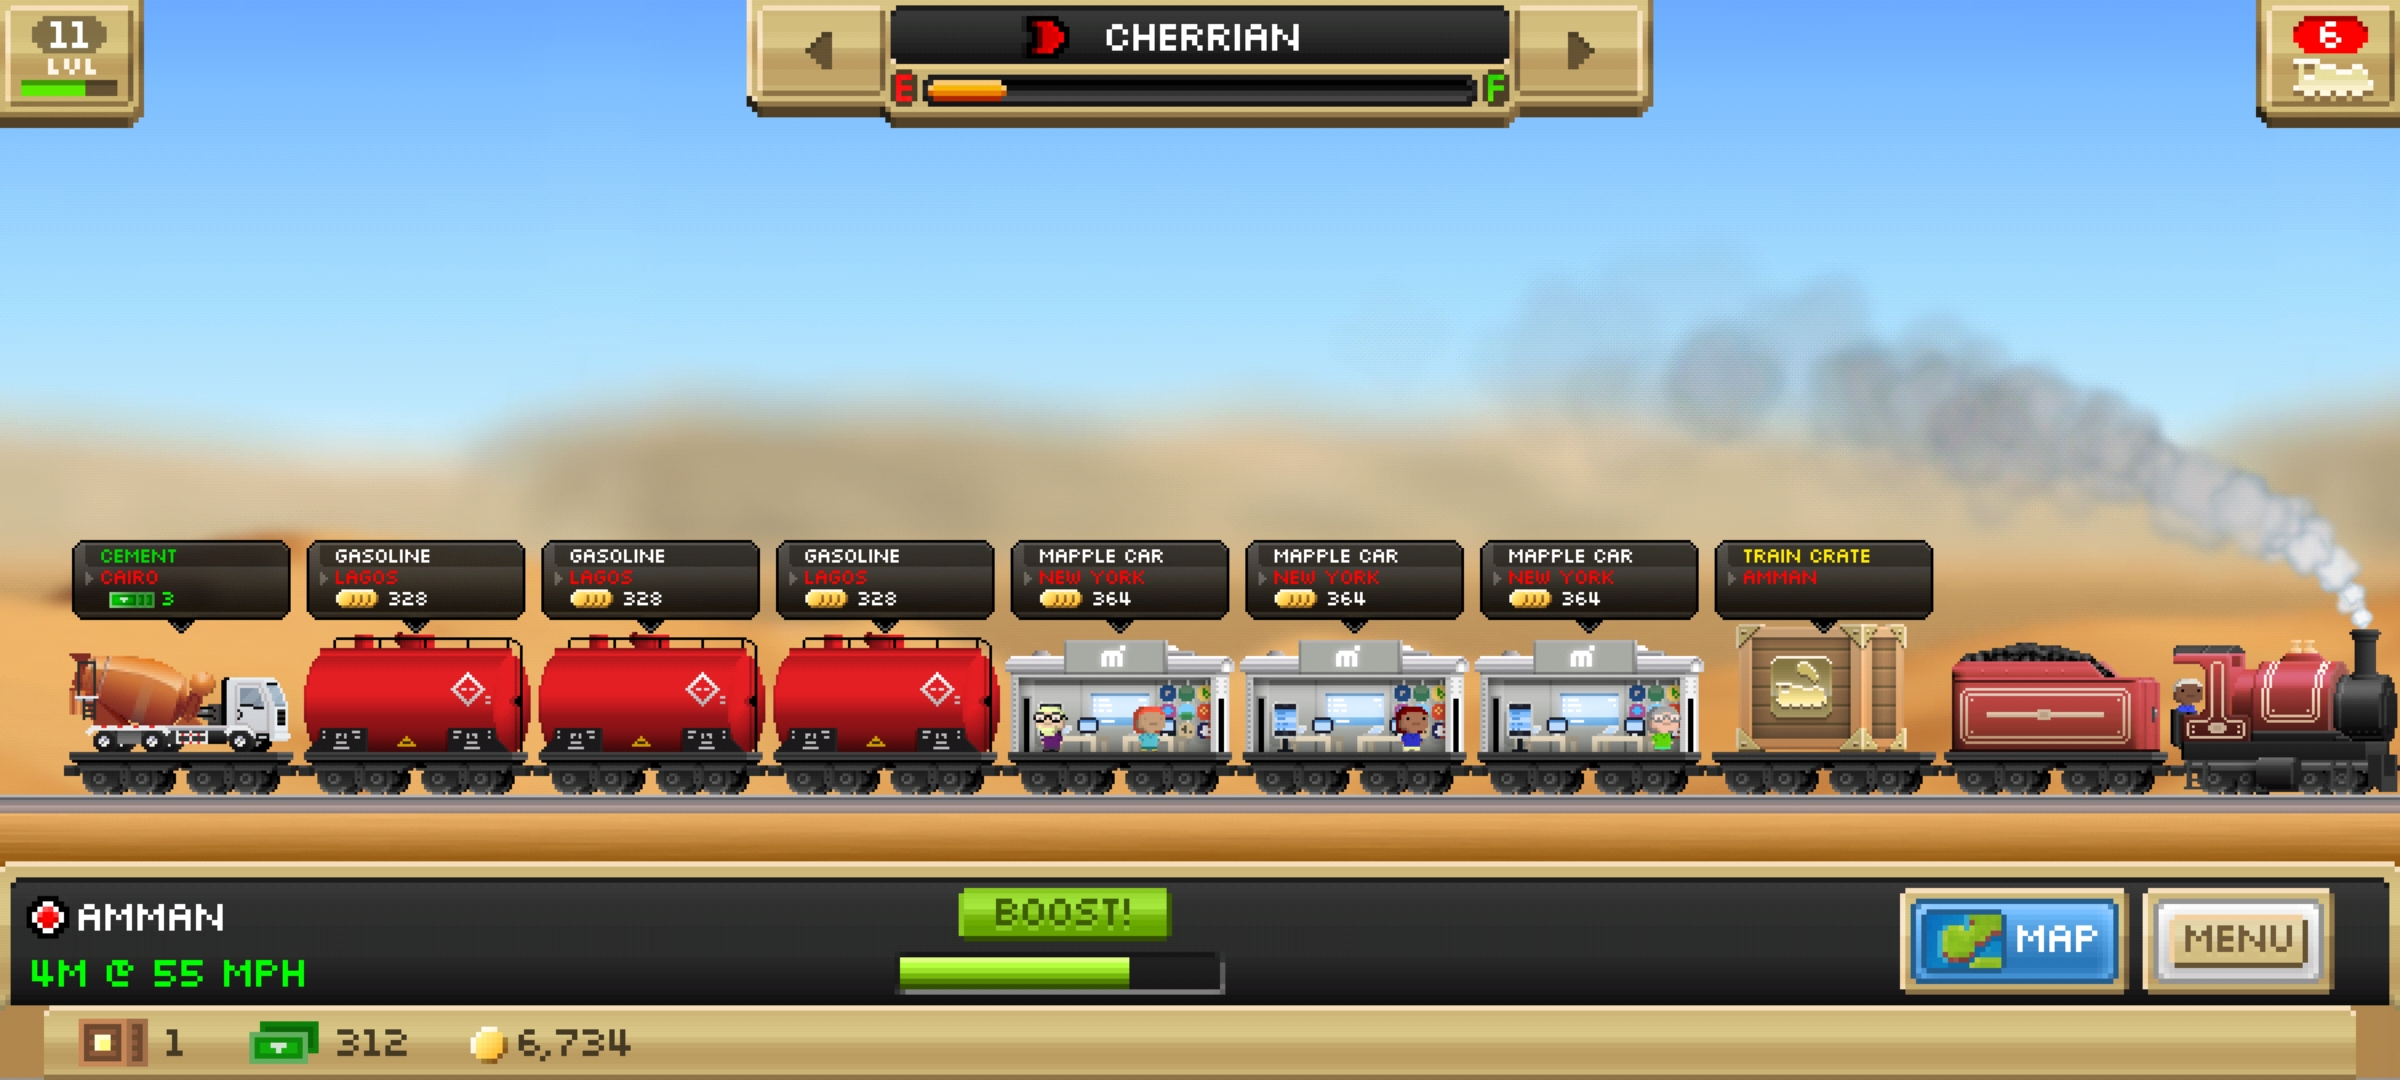 11
LVL
CHERRIAN
E F
6
CEMENT
CAIRO
3
GASOLINE
LAGOS
328
GASOLINE
LAGOS
328
GASOLINE
LAGOS
328
MAPPLE CAR
NEW YORK
364
MAPPLE CAR
NEW YORK
364
MAPPLE CAR
NEW YORK
364
TRAIN CRATE
AMMAN
m
m
m
AMMAN
4M @ 55 MPH
BOOST!
MAP
MENU
1
312
6,734